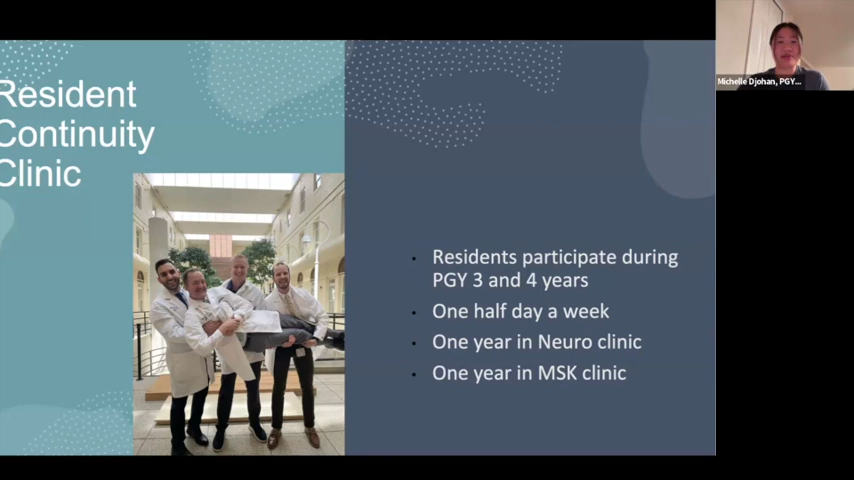 Resident
Continuity
Clinic
Michelle Djohan, PGY...
Residents participate during
PGY 3 and 4 years
One half day a week
One year in Neuro clinic
One year in MSK clinic